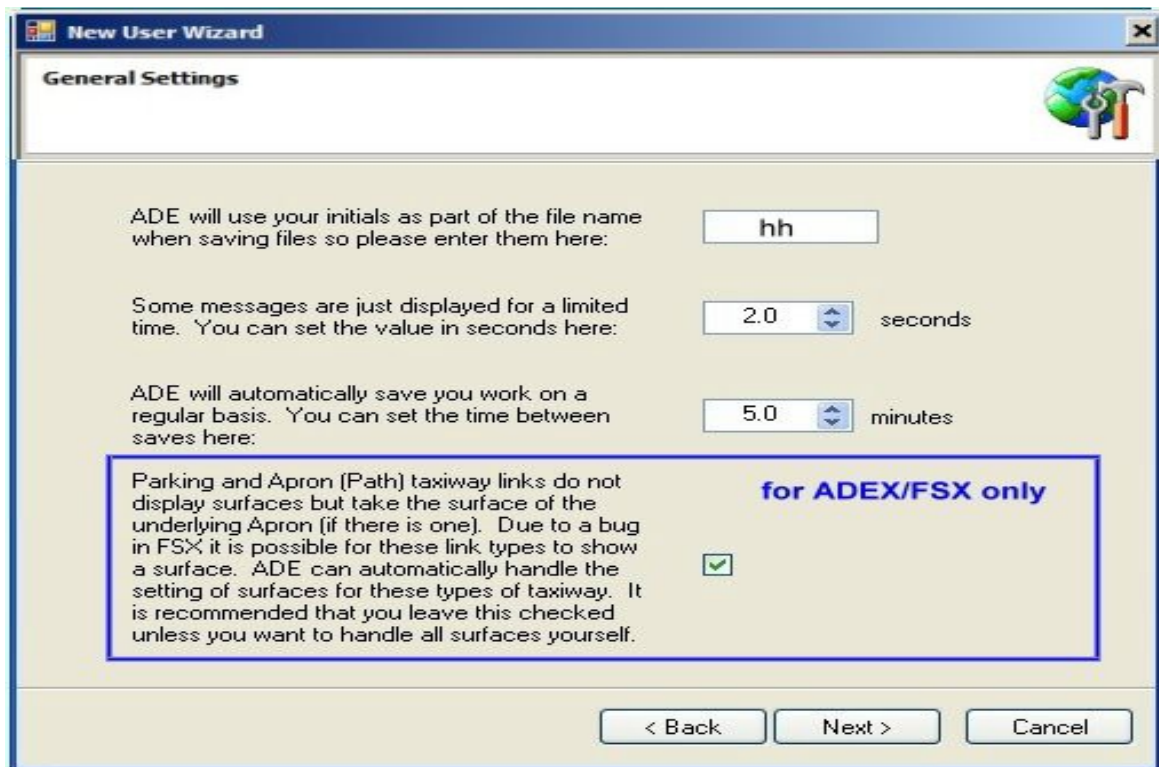 New User Wizard
General Settings
ADE will use your initials as part of the file name
when saving files so please enter them here:
hh
Some messages are just displayed for a limited
time. You can set the value in seconds here:
2.0
seconds
ADE will automatically save you work on a
regular basis. You can set the time between
saves here:
5.0
minutes
Parking and Apron (Path) taxiway links do not
display surfaces but take the surface of the
underlying Apron (if there is one). Due to a bug
in FSX it is possible for these link types to show
a surface. ADE can automatically handle the
setting of surfaces for these types of taxiway. It
is recommended that you leave this checked
unless you want to handle all surfaces yourself.
for ADEX/FSX only
< Back
Next >
Cancel